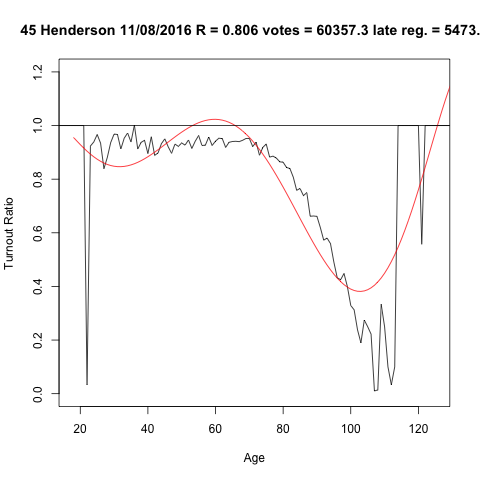 45 Henderson 11/08/2016 R = 0.806 votes = 60357.3 late reg. = 5473.
1.2
1.0
0.8
0.6
0.4
0.2
0.0
Turnout Ratio
20 40 60 80 100 120
Age